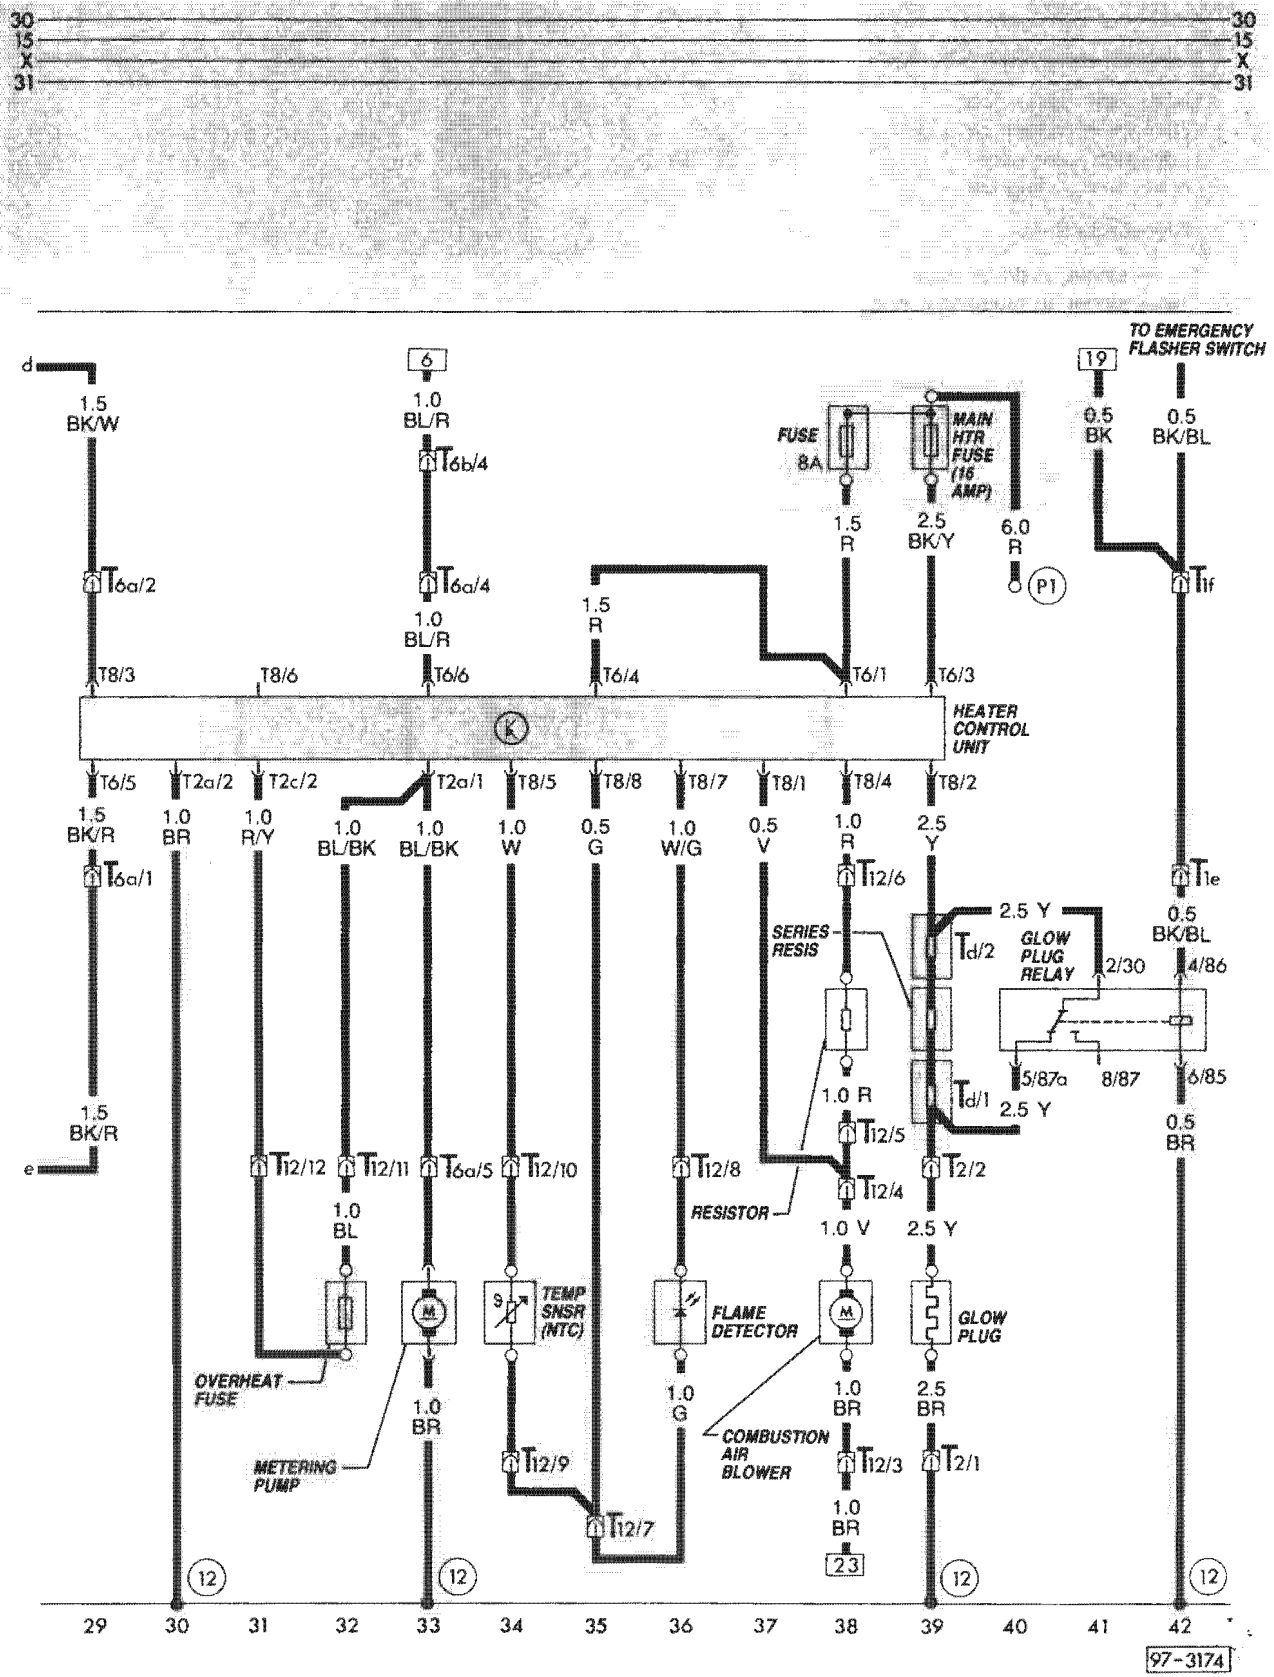 30 30
15 15
X X
31 31
TO EMERGENCY
FLASHER SWITCH
d
6
19
1.5
BK/W
1.0
BL/R
FUSE
8A
MAIN
HTR
FUSE
(16
AMP)
0.5
BK
0.5
BK/BL
T6b/4
1.5
R
2.5
BK/Y
6.0
R
T6a/2
T6a/4
P1
T1f
1.0
BL/R
1.5
R
T8/3
T8/6
T6/6
T6/4
T6/1
T6/3
K
HEATER
CONTROL
UNIT
T6/5
T2a/2
T2c/2
T2a/1
T8/5
T8/8
T8/7
T8/1
T8/4
T8/2
1.5
BK/R
1.0
BR
1.0
R/Y
1.0
BL/BK
1.0
BL/BK
1.0
W
0.5
G
1.0
W/G
0.5
V
1.0
R
2.5
Y
T6a/1
T12/6
T1e
2.5 Y
0.5
BK/BL
SERIES
RESIS
Td/2
GLOW
PLUG
RELAY
2/30
4/86
5/87a
8/87
6/85
1.5
BK/R
1.0 R
Td/1
2.5 Y
0.5
BR
T12/5
e
T12/12
T12/11
T6a/5
T12/10
T12/8
T12/4
T2/2
RESISTOR
1.0
BL
1.0 V
2.5 Y
TEMP
SNSR
(NTC)
M
FLAME
DETECTOR
M
GLOW
PLUG
OVERHEAT
FUSE
1.0
BR
1.0
G
1.0
BR
2.5
BR
METERING
PUMP
COMBUSTION
AIR
BLOWER
T12/9
T12/3
T2/1
T12/7
1.0
BR
23
12
12
12
12
29 30 31 32 33 34 35 36 37 38 39 40 41 42
97-3174